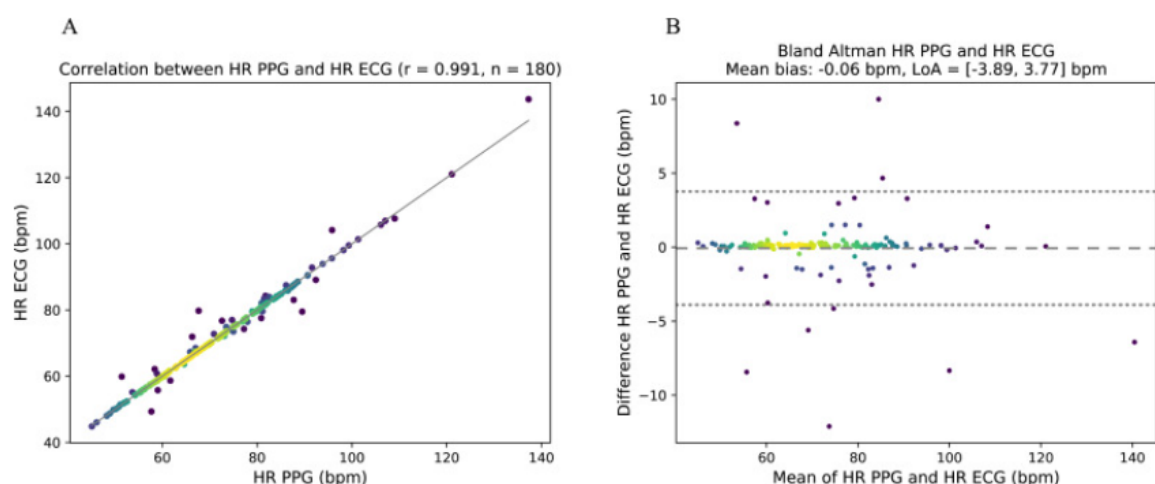 A
Correlation between HR PPG and HR ECG (r = 0.991, n = 180)
HR ECG (bpm)
140
120
100
80
60
40
60
80
100
120
140
HR PPG (bpm)
B
Bland Altman HR PPG and HR ECG
Mean bias: -0.06 bpm, LoA = [-3.89, 3.77] bpm
Difference HR PPG and HR ECG (bpm)
10
5
0
−5
−10
60
80
100
120
140
Mean of HR PPG and HR ECG (bpm)